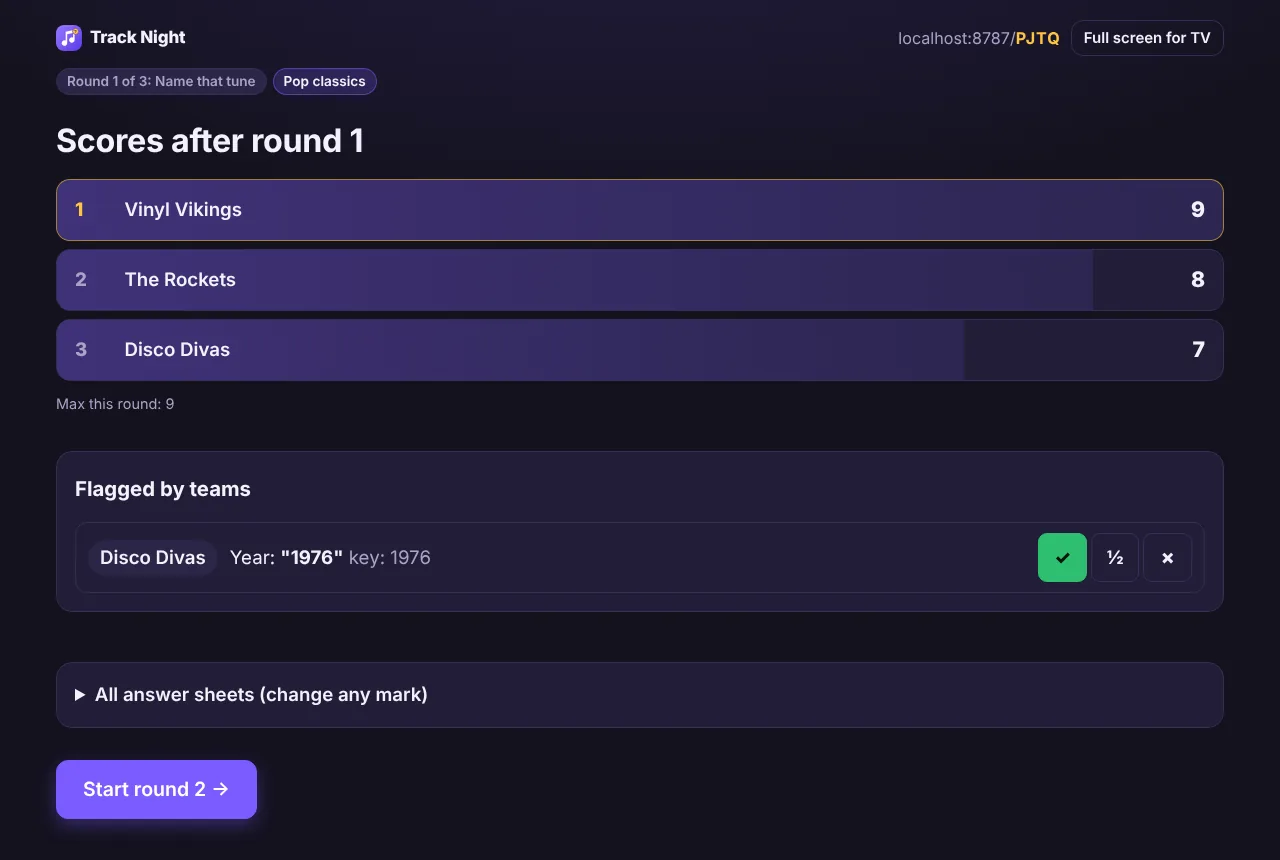 Track Night
localhost:8787/PJTQ
Full screen for TV
Round 1 of 3: Name that tune
Pop classics
Scores after round 1
1 Vinyl Vikings 9
2 The Rockets 8
3 Disco Divas 7
Max this round: 9
Flagged by teams
Disco Divas Year: "1976" key: 1976 ✓ ½ ×
▶ All answer sheets (change any mark)
Start round 2 →